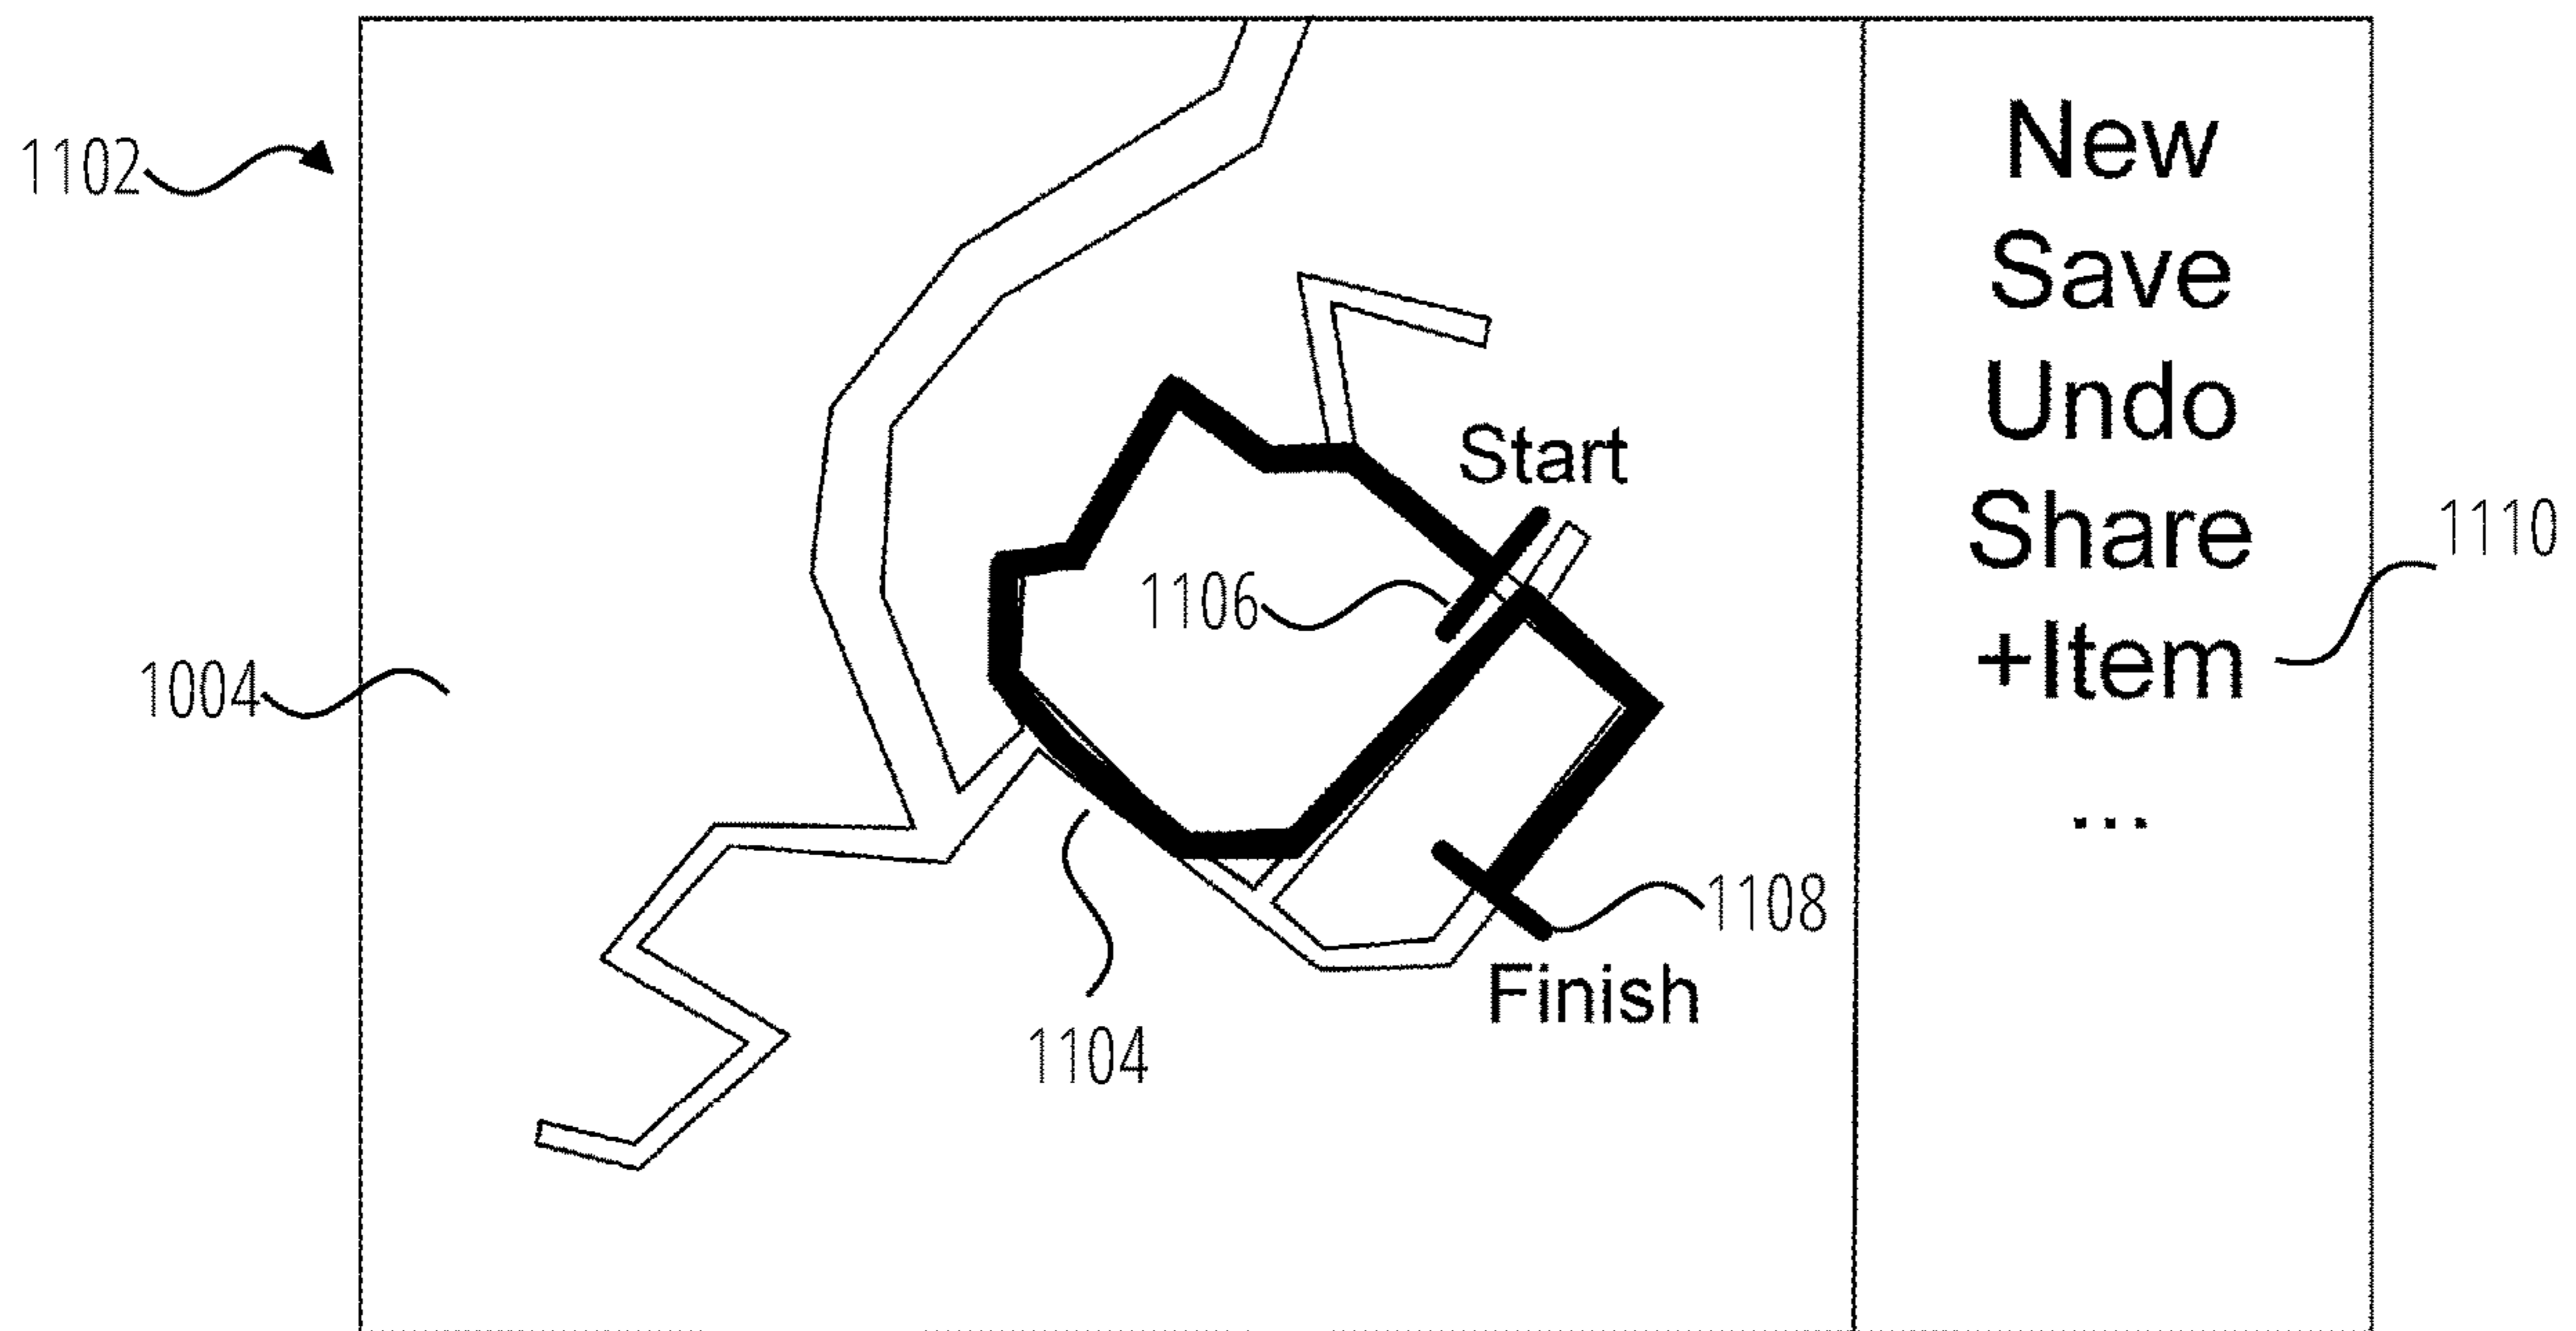 1102
New
Save
Undo
Start
Share
1110
1106
+Item
1004
...
1108
Finish
1104